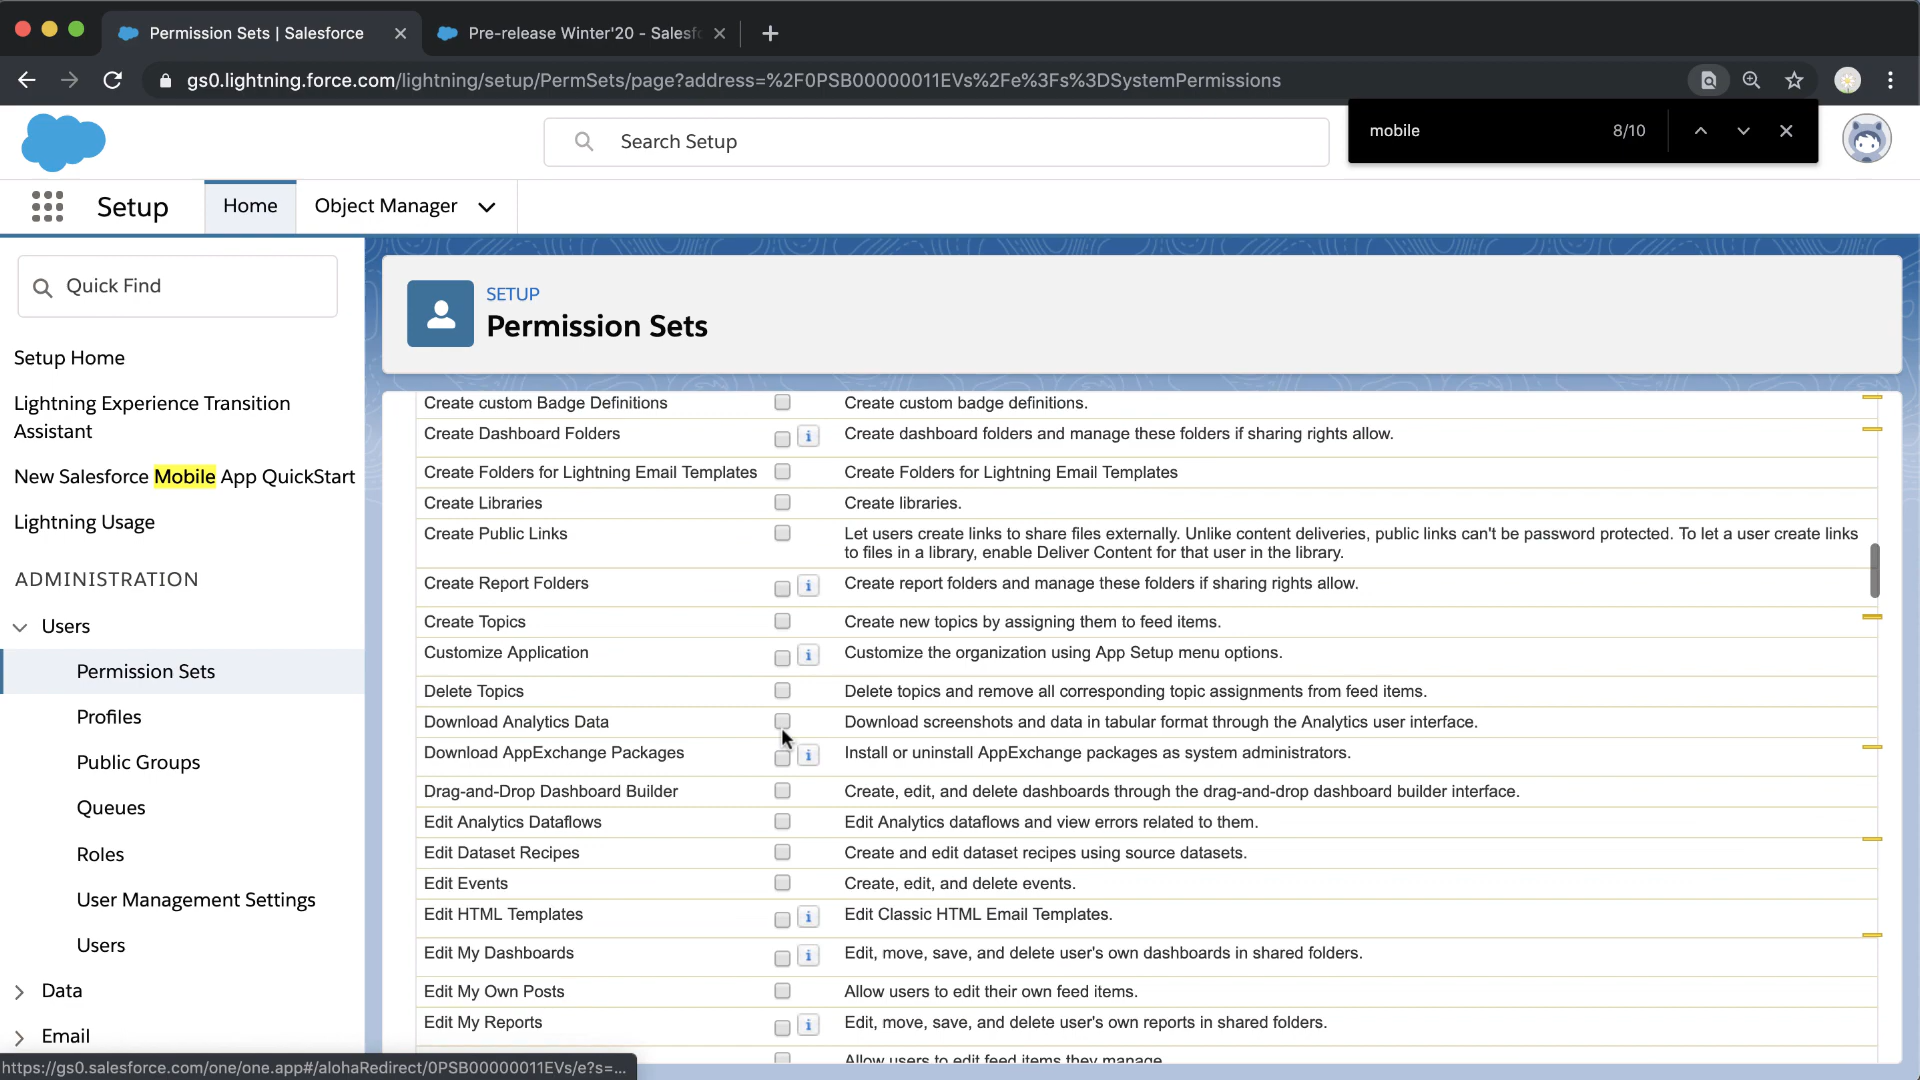 Permission Sets | Salesforce
Pre-release Winter'20 - Salesf
gs0.lightning.force.com/lightning/setup/PermSets/page?address=%2F0PSB00000011EVs%2Fe%3Fs%3DSystemPermissions
mobile
8/10
Search Setup
Setup
Home
Object Manager
Quick Find
Setup Home
Lightning Experience Transition
Assistant
New Salesforce Mobile App QuickStart
Lightning Usage
ADMINISTRATION
Users
Permission Sets
Profiles
Public Groups
Queues
Roles
User Management Settings
Users
Data
Email
SETUP
Permission Sets
Create custom Badge Definitions
Create custom badge definitions.
Create Dashboard Folders
Create dashboard folders and manage these folders if sharing rights allow.
Create Folders for Lightning Email Templates
Create Folders for Lightning Email Templates
Create Libraries
Create libraries.
Create Public Links
Let users create links to share files externally. Unlike content deliveries, public links can't be password protected. To let a user create links
to files in a library, enable Deliver Content for that user in the library.
Create Report Folders
Create report folders and manage these folders if sharing rights allow.
Create Topics
Create new topics by assigning them to feed items.
Customize Application
Customize the organization using App Setup menu options.
Delete Topics
Delete topics and remove all corresponding topic assignments from feed items.
Download Analytics Data
Download screenshots and data in tabular format through the Analytics user interface.
Download AppExchange Packages
Install or uninstall AppExchange packages as system administrators.
Drag-and-Drop Dashboard Builder
Create, edit, and delete dashboards through the drag-and-drop dashboard builder interface.
Edit Analytics Dataflows
Edit Analytics dataflows and view errors related to them.
Edit Dataset Recipes
Create and edit dataset recipes using source datasets.
Edit Events
Create, edit, and delete events.
Edit HTML Templates
Edit Classic HTML Email Templates.
Edit My Dashboards
Edit, move, save, and delete user's own dashboards in shared folders.
Edit My Own Posts
Allow users to edit their own feed items.
Edit My Reports
Edit, move, save, and delete user's own reports in shared folders.
Allow users to edit feed items they manage
https://gs0.salesforce.com/one/one.app#/alohaRedirect/0PSB00000011EVs/e?s=...